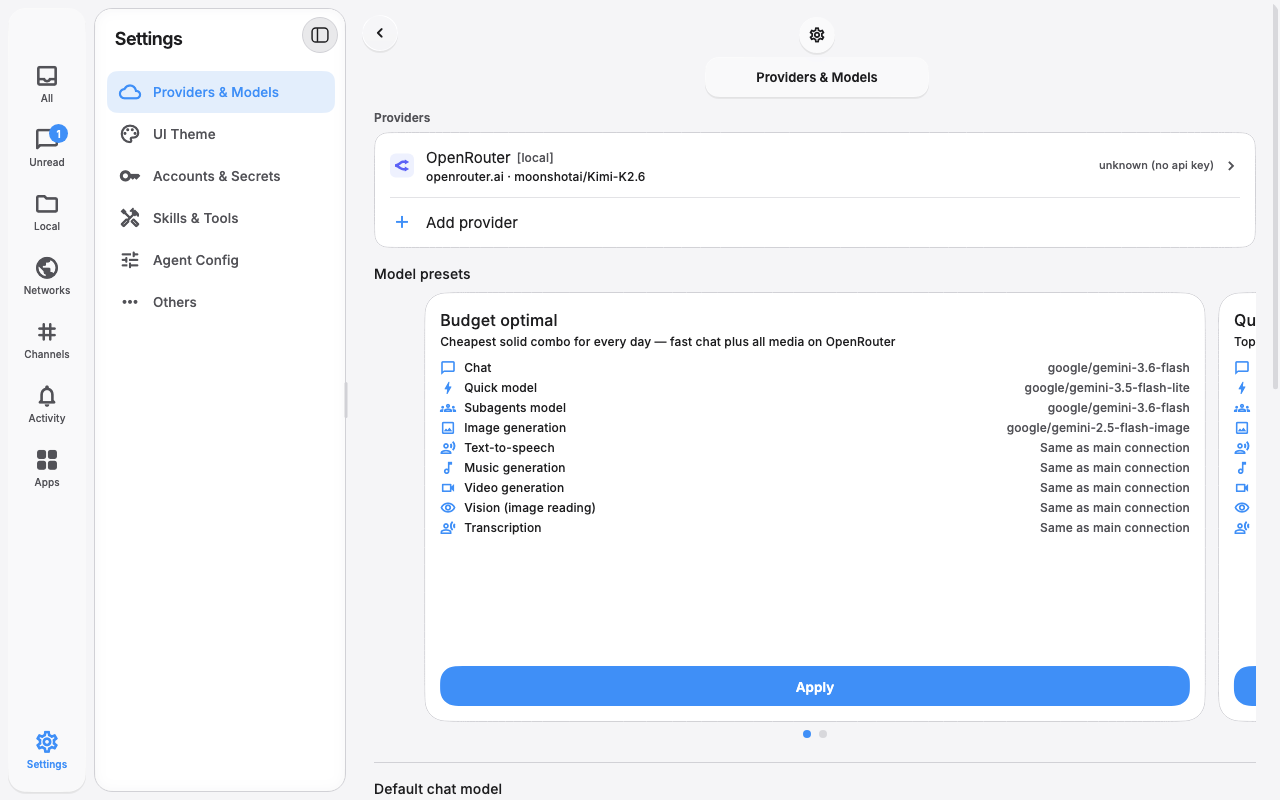 Settings
All
1
Unread
Local
Networks
Channels
Activity
Apps
Settings
Providers & Models
UI Theme
Accounts & Secrets
Skills & Tools
Agent Config
Others
Providers & Models
Providers
OpenRouter [local]
openrouter.ai · moonshotai/Kimi-K2.6
unknown (no api key)
Add provider
Model presets
Budget optimal
Cheapest solid combo for every day — fast chat plus all media on OpenRouter
Chat google/gemini-3.6-flash
Quick model google/gemini-3.5-flash-lite
Subagents model google/gemini-3.6-flash
Image generation google/gemini-2.5-flash-image
Text-to-speech Same as main connection
Music generation Same as main connection
Video generation Same as main connection
Vision (image reading) Same as main connection
Transcription Same as main connection
Apply
Qu
Top
Default chat model